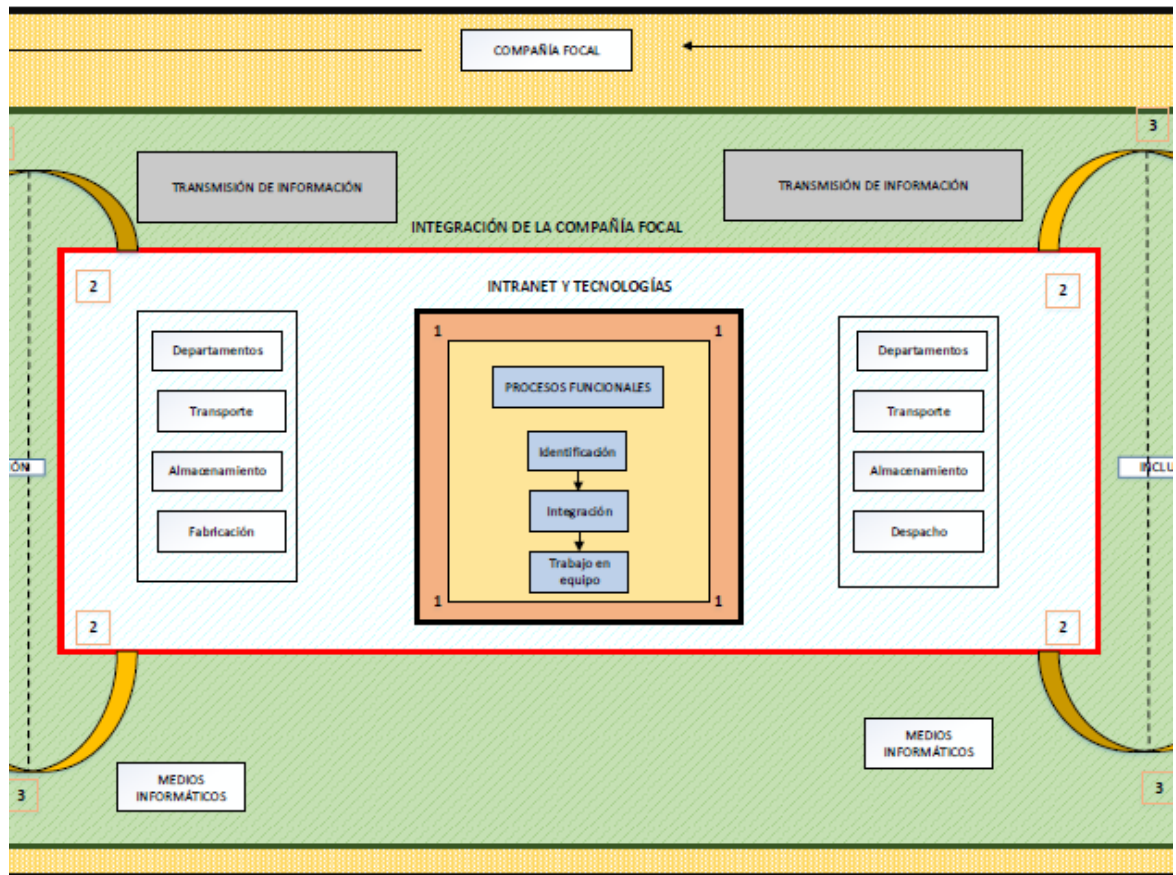 COMPAÑÍA FOCAL
3
TRANSMISIÓN DE INFORMACIÓN
TRANSMISIÓN DE INFORMACIÓN
INTEGRACIÓN DE LA COMPAÑÍA FOCAL
2
INTRANET Y TECNOLOGÍAS
2
1
1
Departamentos
Transporte
Almacenamiento
Fabricación
PROCESOS FUNCIONALES
Identificación
Integración
Trabajo en
equipo
Departamentos
Transporte
Almacenamiento
Despacho
ÓN
INCLU
1
1
2
2
MEDIOS
INFORMÁTICOS
MEDIOS
INFORMÁTICOS
3
3